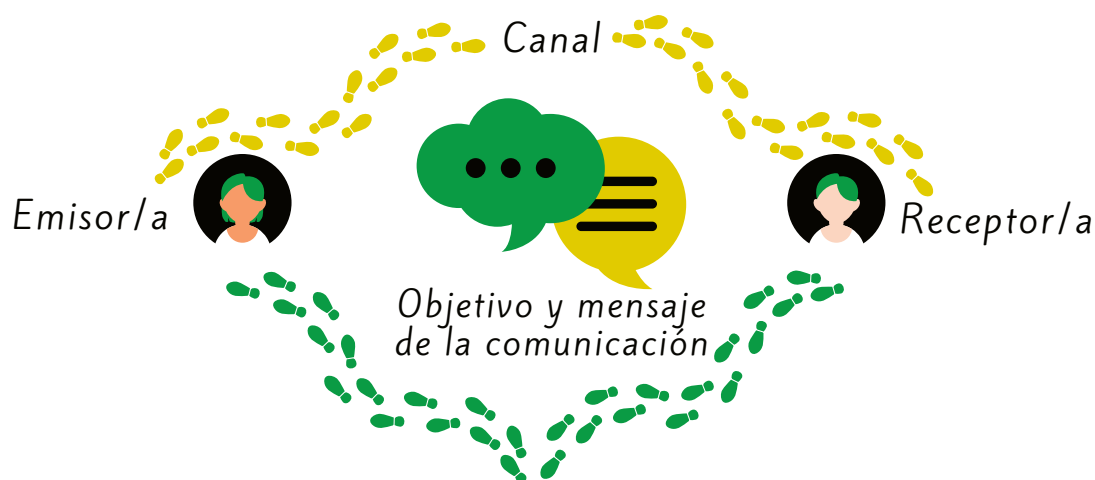 Canal
Emisor/a
Receptor/a
Objetivo y mensaje
de la comunicación